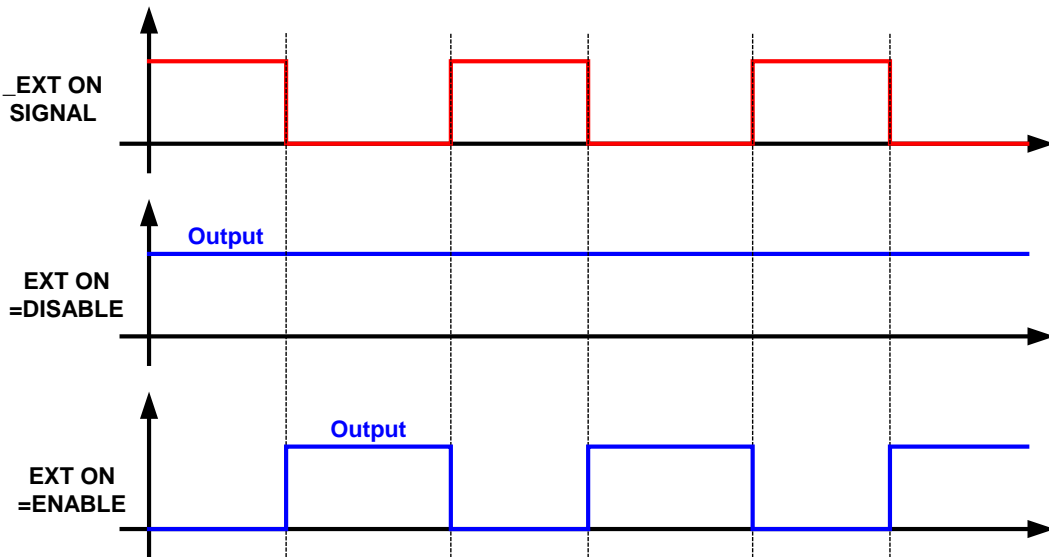 _EXT ON
SIGNAL
Output
EXT ON
=DISABLE
Output
EXT ON
=ENABLE